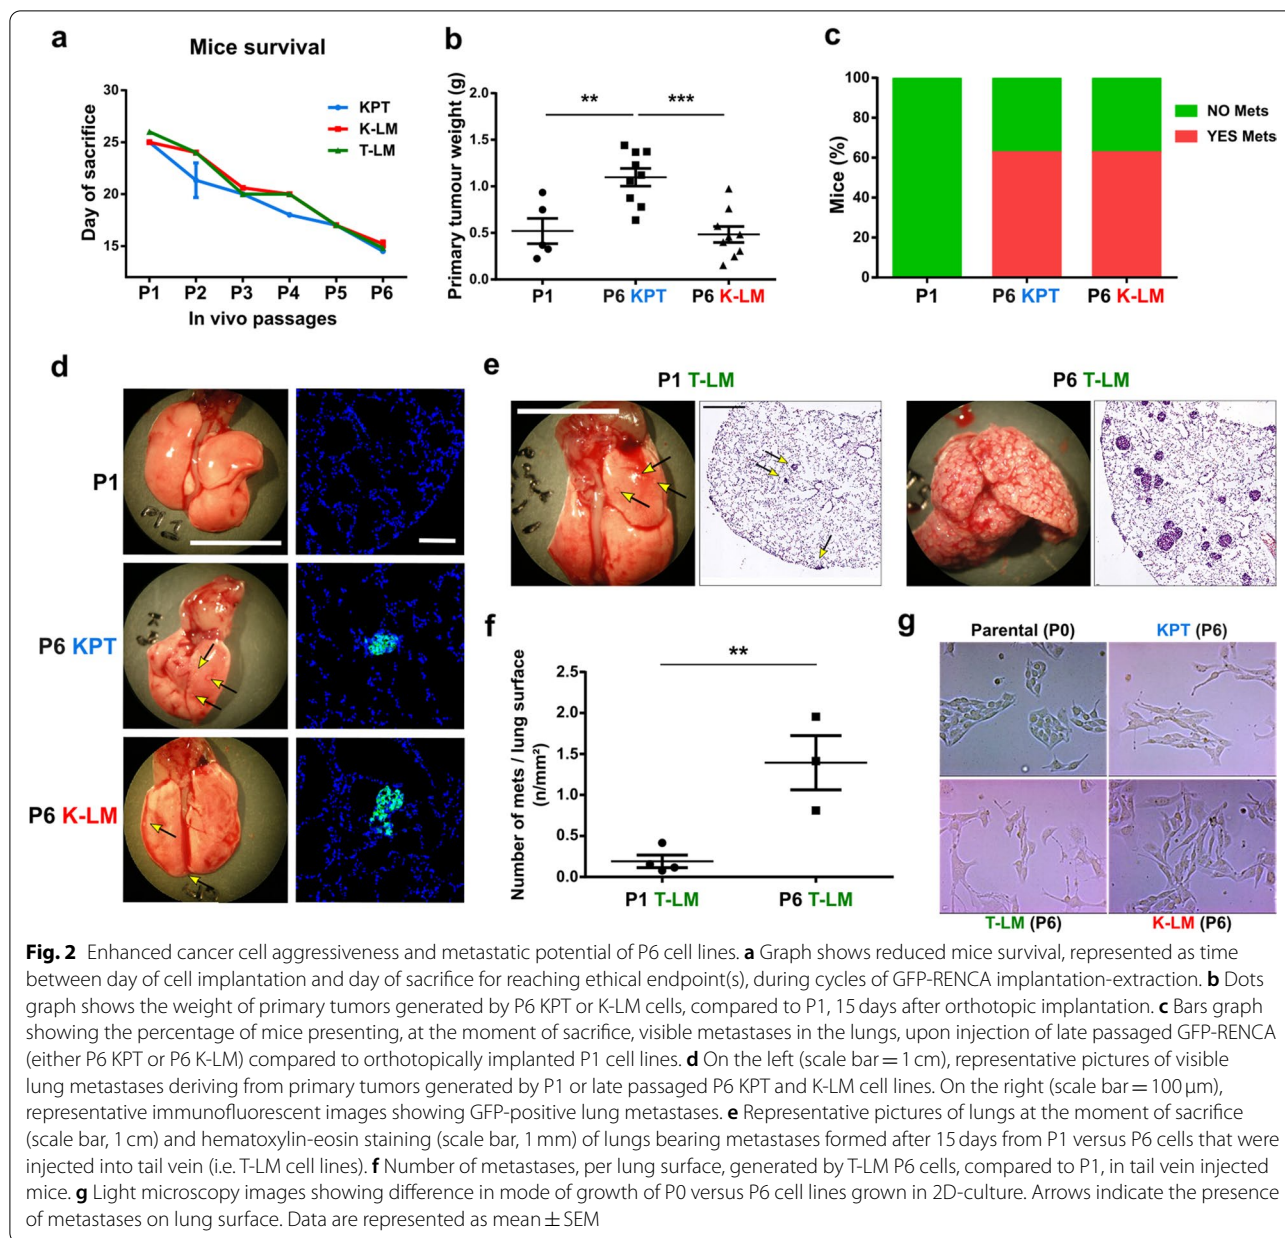 a
Mice survival
Day of sacrifice
30
25
20
15
KPT
K-LM
T-LM
P1 P2 P3 P4 P5 P6
In vivo passages
b
Primary tumour weight (g)
2.0
1.5
1.0
0.5
0.0
** ***
P1 P6 KPT P6 K-LM
c
Mice (%)
100
80
60
40
20
0
NO Mets
YES Mets
P1 P6 KPT P6 K-LM
d
P1
P6 KPT
P6 K-LM
e
P1 T-LM P6 T-LM
f
Number of mets / lung surface
(n/mm²)
2.5
2.0
1.5
1.0
0.5
0.0
**
P1 T-LM P6 T-LM
g
Parental (P0) KPT (P6)
T-LM (P6) K-LM (P6)
Fig. 2 Enhanced cancer cell aggressiveness and metastatic potential of P6 cell lines. a Graph shows reduced mice survival, represented as time
between day of cell implantation and day of sacrifice for reaching ethical endpoint(s), during cycles of GFP-RENCA implantation-extraction. b Dots
graph shows the weight of primary tumors generated by P6 KPT or K-LM cells, compared to P1, 15 days after orthotopic implantation. c Bars graph
showing the percentage of mice presenting, at the moment of sacrifice, visible metastases in the lungs, upon injection of late passaged GFP-RENCA
(either P6 KPT or P6 K-LM) compared to orthotopically implanted P1 cell lines. d On the left (scale bar = 1 cm), representative pictures of visible
lung metastases deriving from primary tumors generated by P1 or late passaged P6 KPT and K-LM cell lines. On the right (scale bar = 100 μm),
representative immunofluorescent images showing GFP-positive lung metastases. e Representative pictures of lungs at the moment of sacrifice
(scale bar, 1 cm) and hematoxylin-eosin staining (scale bar, 1 mm) of lungs bearing metastases formed after 15 days from P1 versus P6 cells that were
injected into tail vein (i.e. T-LM cell lines). f Number of metastases, per lung surface, generated by T-LM P6 cells, compared to P1, in tail vein injected
mice. g Light microscopy images showing difference in mode of growth of P0 versus P6 cell lines grown in 2D-culture. Arrows indicate the presence
of metastases on lung surface. Data are represented as mean ± SEM